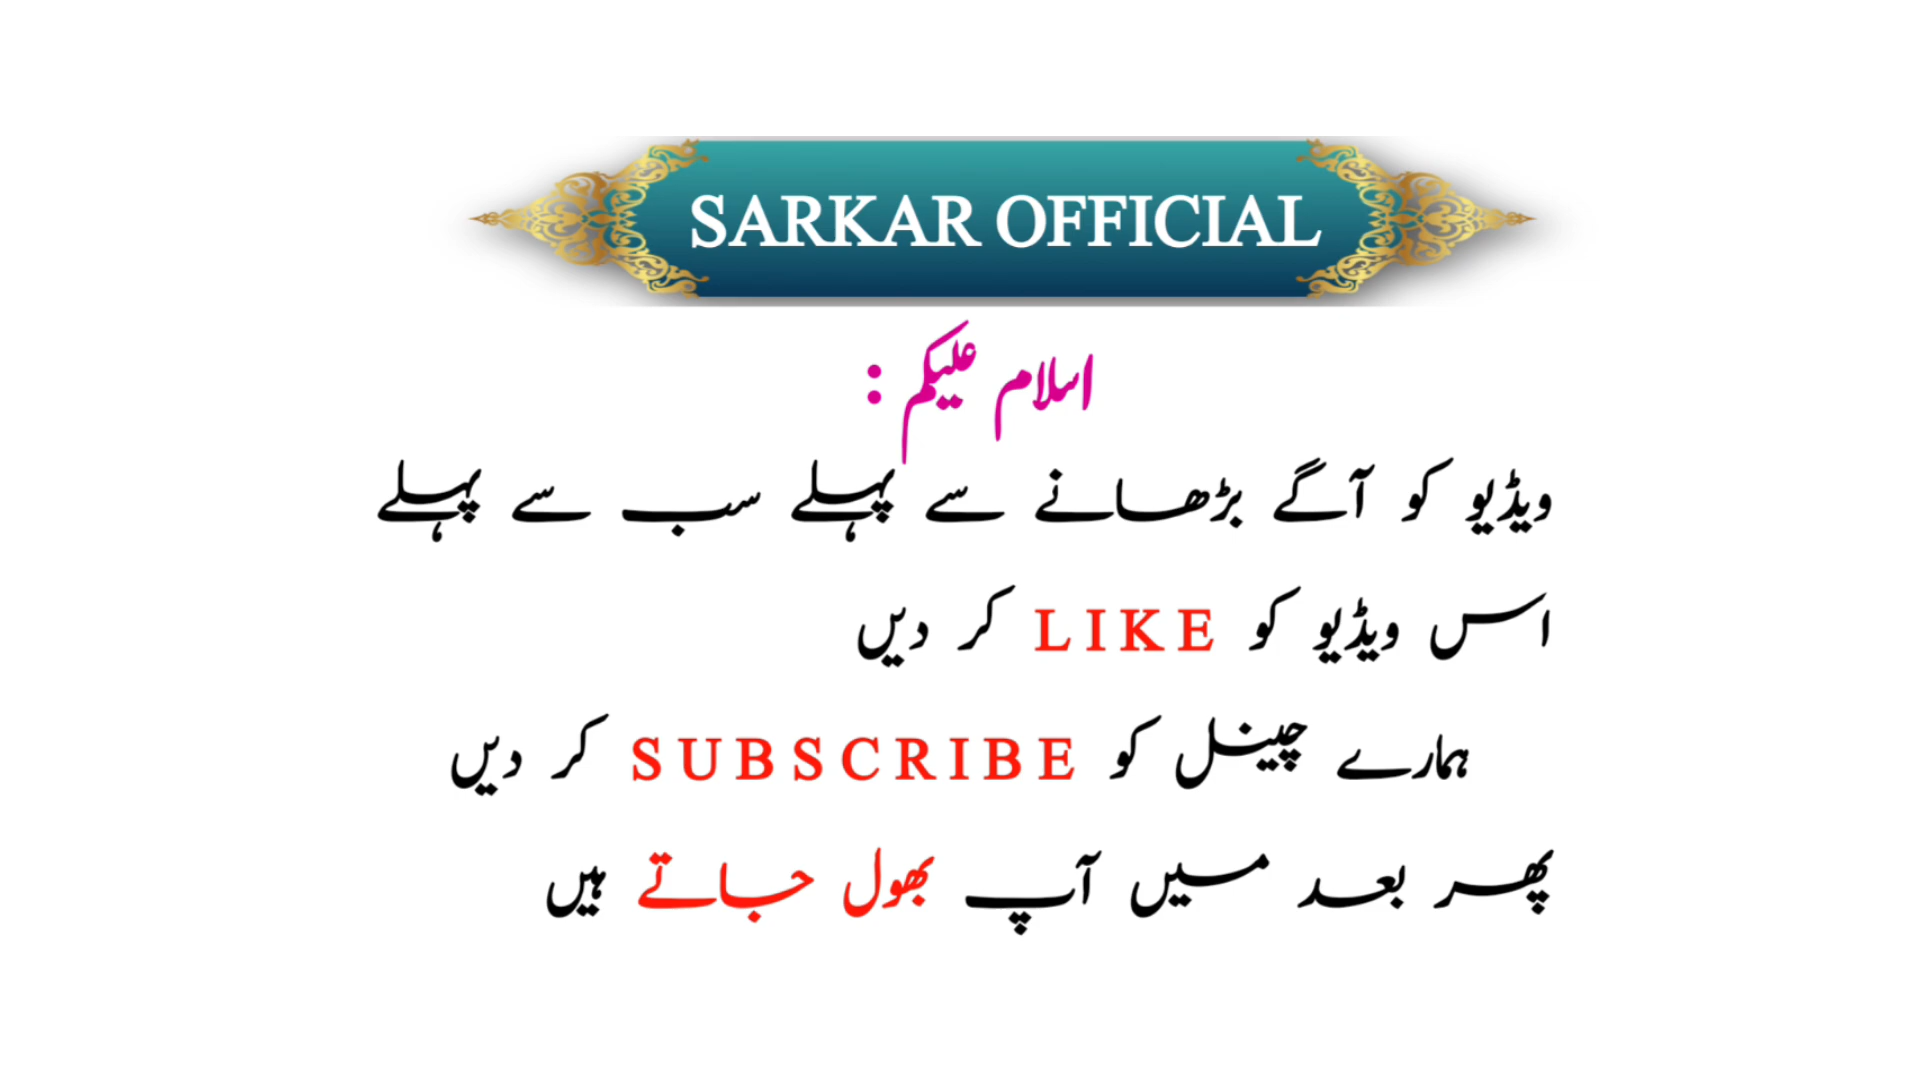 SARKAR OFFICIAL
اسلام علیکم :
ویڈیو کو آگے بڑھانے سے پہلے سب سے پہلے
اس ویڈیو کو LIKE کر دیں
ہمارے چینل کو SUBSCRIBE کر دیں
پھر بعد میں آپ بھول جاتے ہیں